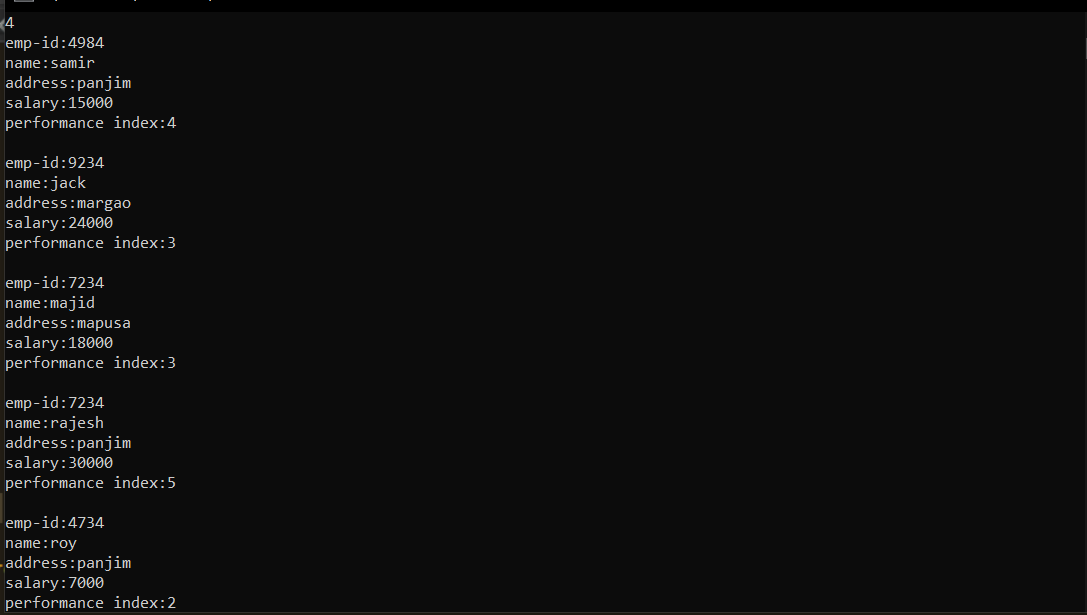 4
emp-id:4984
name:samir
address:panjim
salary:15000
performance index:4
emp-id:9234
name:jack
address:margao
salary:24000
performance index:3
emp-id:7234
name:majid
address:mapusa
salary:18000
performance index:3
emp-id:7234
name:rajesh
address:panjim
salary:30000
performance index:5
emp-id:4734
name:roy
address:panjim
salary:7000
performance index:2